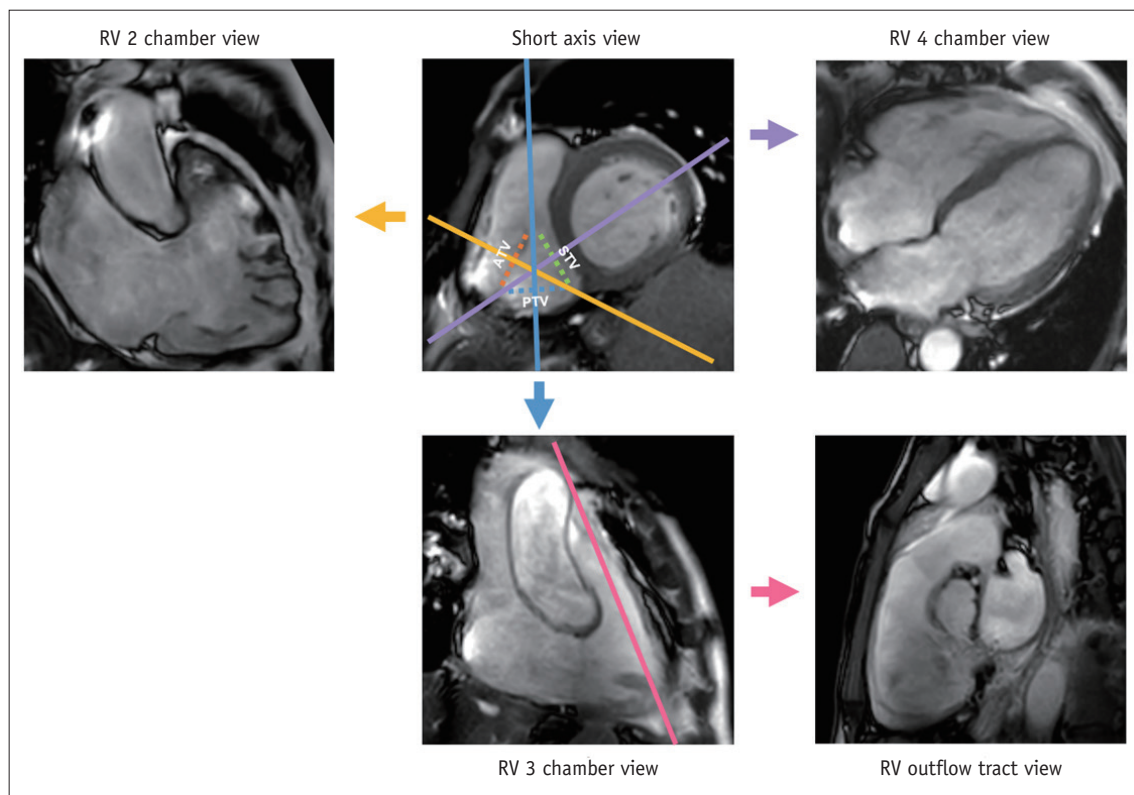 RV 2 chamber view
Short axis view
RV 4 chamber view
ATV
STV
PTV
RV 3 chamber view
RV outflow tract view